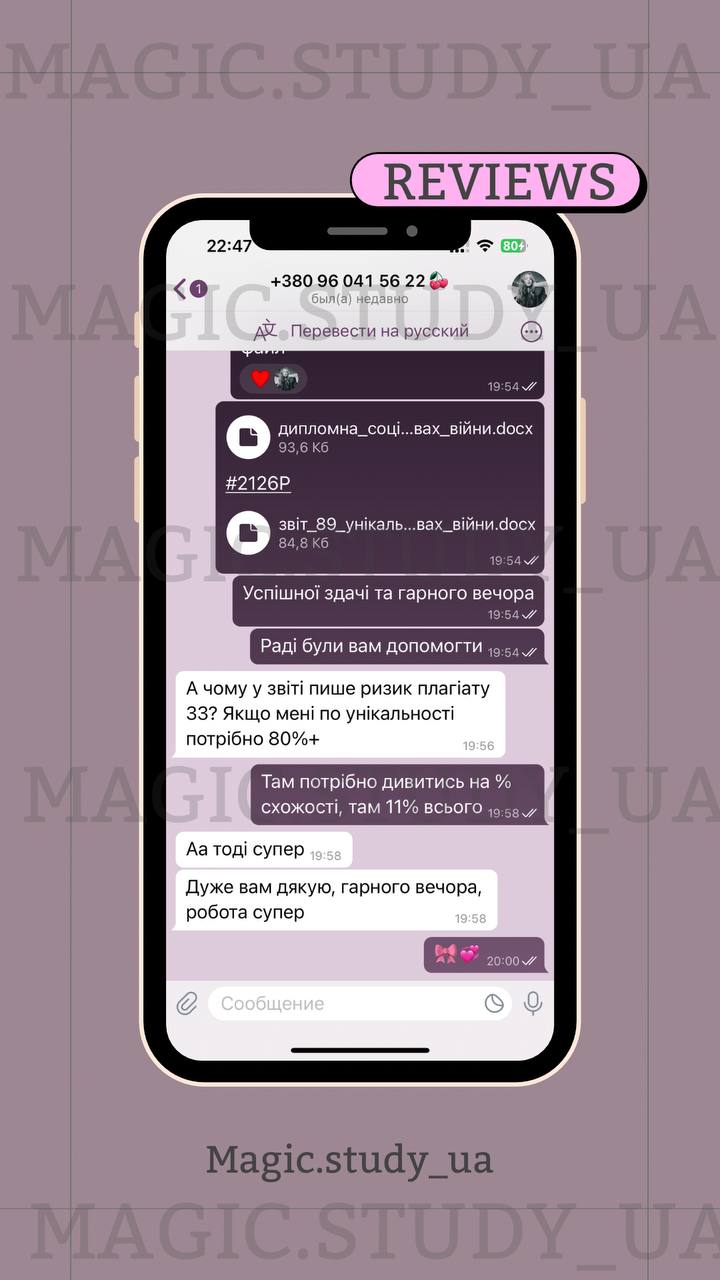 MAGIC.STUDY_UA
REVIEWS
22:47
80
1
+380 96 041 56 22🍒
был(а) недавно
MAGIC.STUDY_UA
Перевести на русский
файл
19:54
дипломна_соці...вах_війни.docx
93,6 Кб
#2126P
звіт_89_унікаль...вах_війни.docx
84,8 Кб
MAGIC.STUDY_UA
19:54
Успішної здачі та гарного вечора
19:54
Раді були вам допомогти 19:54
А чому у звіті пише ризик плагіату
33? Якщо мені по унікальності
потрібно 80%+
19:56
MAGIC.STUDY_UA
Там потрібно дивитись на %
схожості, там 11% всього 19:58
Аа тоді супер 19:58
Дуже вам дякую, гарного вечора,
робота супер
19:58
🎀💞 20:00
Сообщение
Magic.study_ua
MAGIC.STUDY_UA